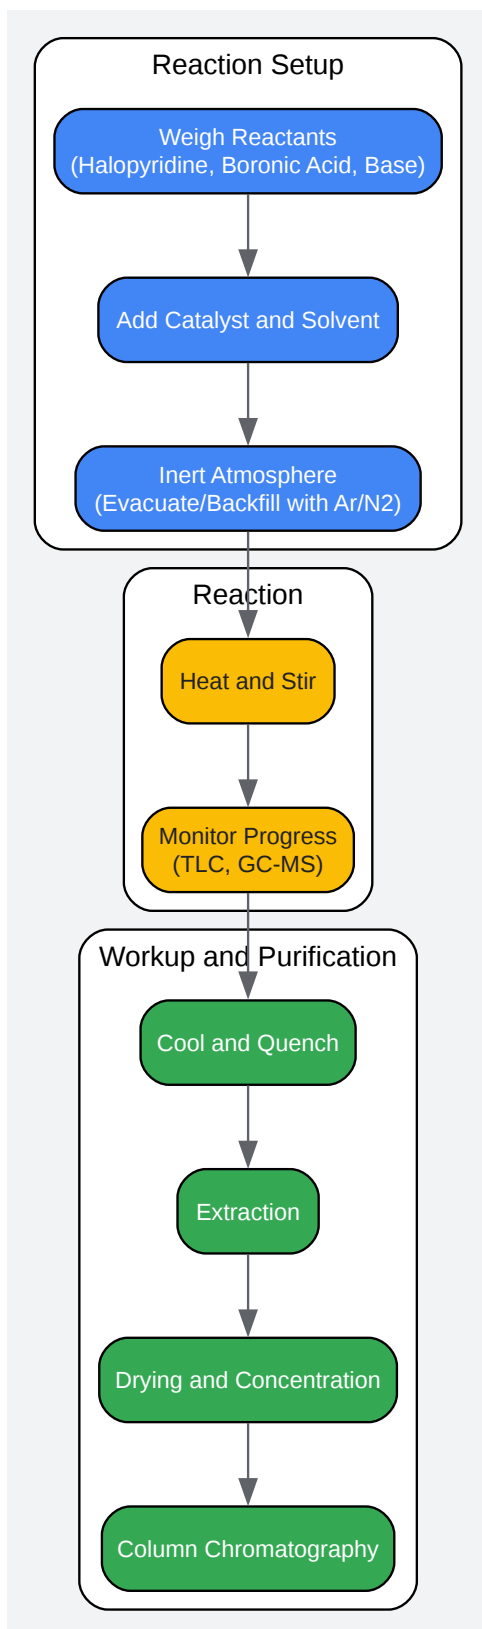 Reaction Setup
Weigh Reactants
(Halopyridine, Boronic Acid, Base)
Add Catalyst and Solvent
Inert Atmosphere
(Evacuate/Backfill with Ar/N2)
Reaction
Heat and Stir
Monitor Progress
(TLC, GC-MS)
Workup and Purification
Cool and Quench
Extraction
Drying and Concentration
Column Chromatography